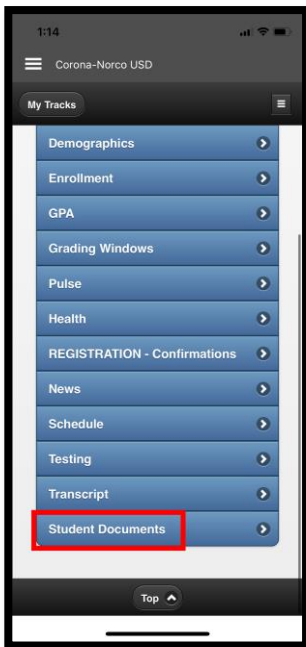 1:14
Corona-Norco USD
My Tracks
Demographics
Enrollment
GPA
Grading Windows
Pulse
Health
REGISTRATION - Confirmations
News
Schedule
Testing
Transcript
Student Documents
Top